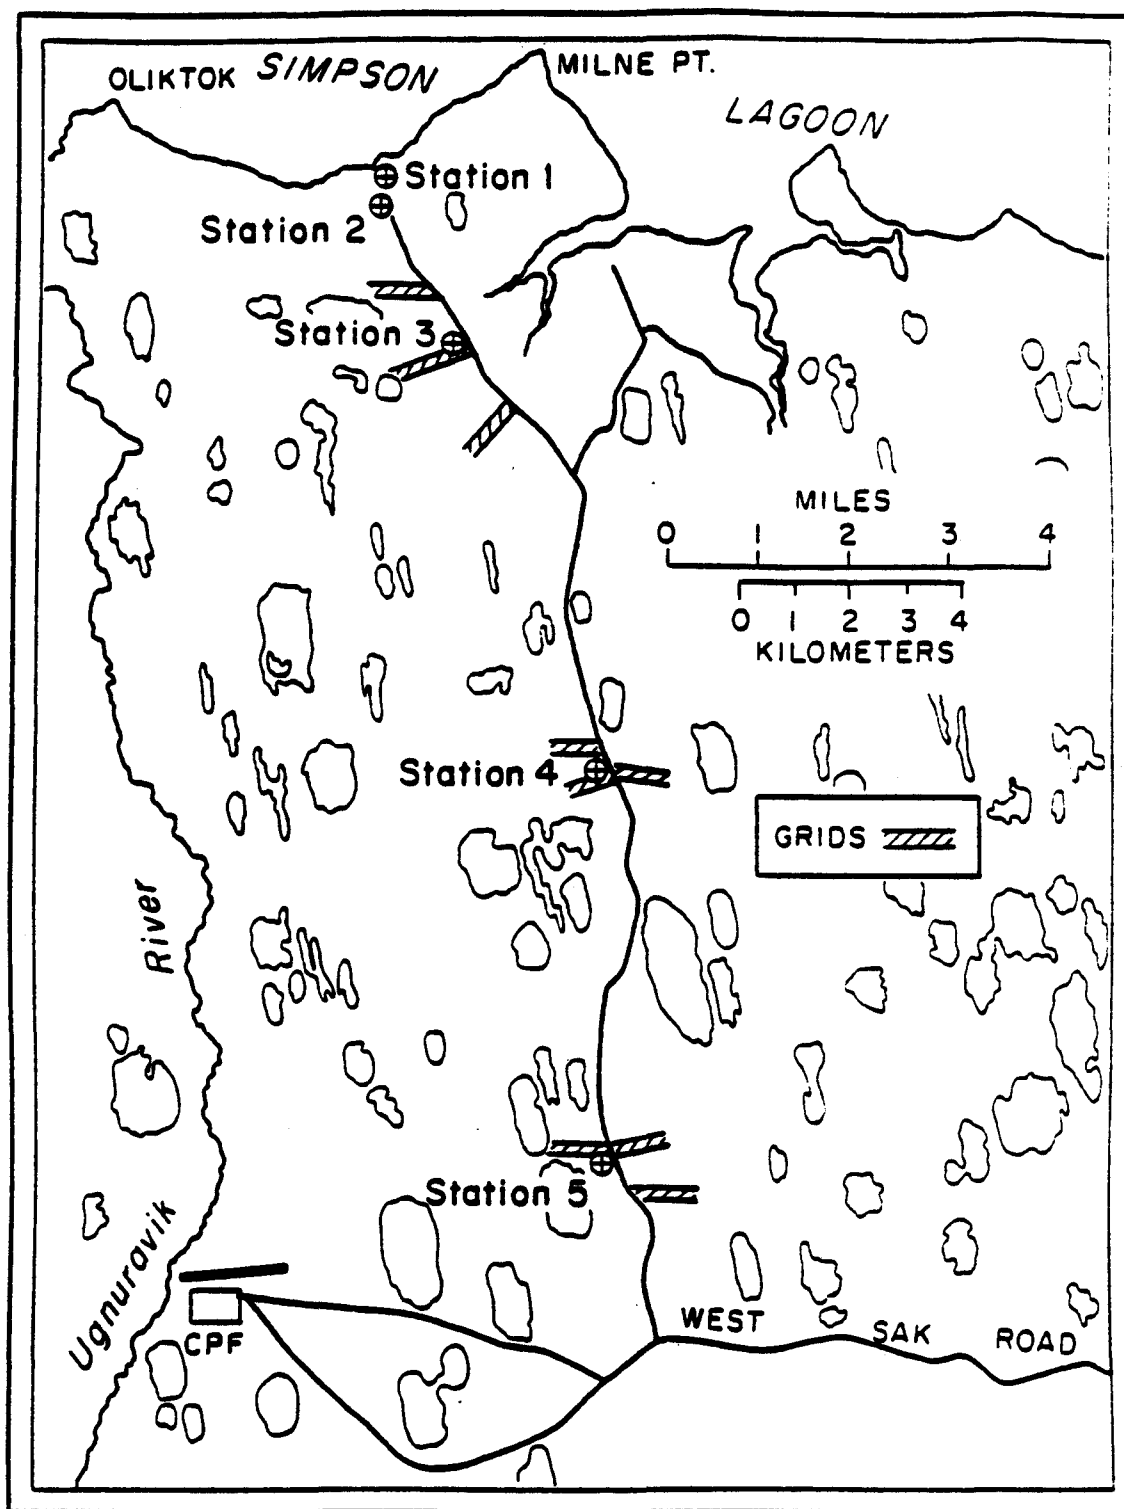 OLIKTOK SIMPSON MILNE PT.
LAGOON
Station 1
Station 2
Station 3
MILES
0 1 2 3 4
0 1 2 3 4
KILOMETERS
Station 4
GRIDS
River
Station 5
Ugnuravik
CPF
WEST SAK ROAD